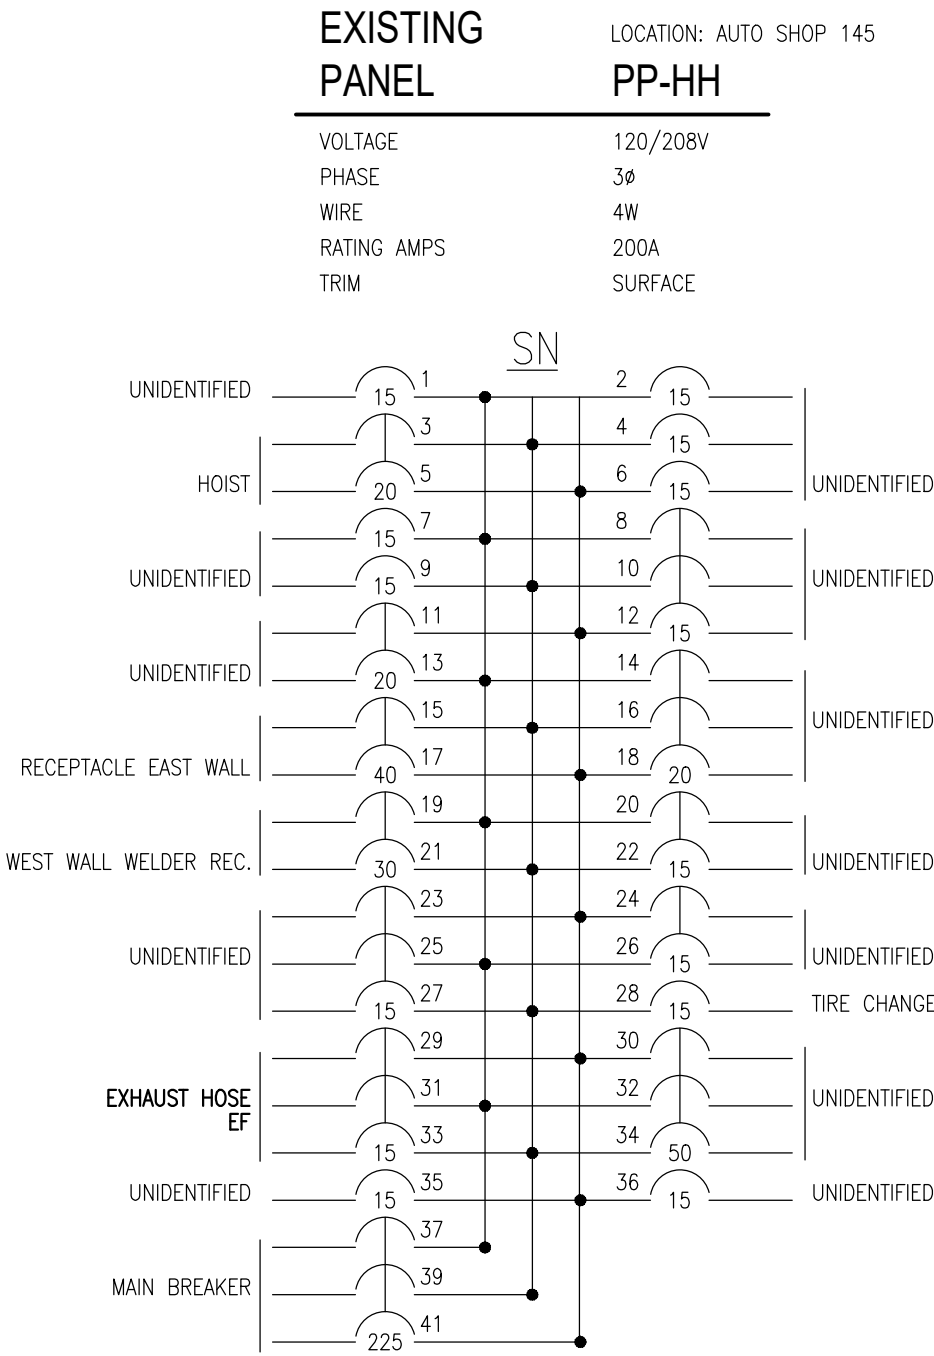 EXISTING LOCATION: AUTO SHOP 145
PANEL PP-HH
VOLTAGE 120/208V
PHASE 3ø
WIRE 4W
RATING AMPS 200A
TRIM SURFACE
SN
UNIDENTIFIED 15 1 2 15
3 4 15
HOIST 20 5 6 15 UNIDENTIFIED
15 7 8
UNIDENTIFIED 15 9 10 UNIDENTIFIED
11 12 15
UNIDENTIFIED 20 13 14
15 16 UNIDENTIFIED
RECEPTACLE EAST WALL 40 17 18 20
19 20
WEST WALL WELDER REC. 30 21 22 15 UNIDENTIFIED
23 24
UNIDENTIFIED 25 26 15 UNIDENTIFIED
15 27 28 15 TIRE CHANGE
29 30
EXHAUST HOSE 31 32 UNIDENTIFIED
EF
15 33 34 50
UNIDENTIFIED 15 35 36 15 UNIDENTIFIED
37
MAIN BREAKER 39
225 41